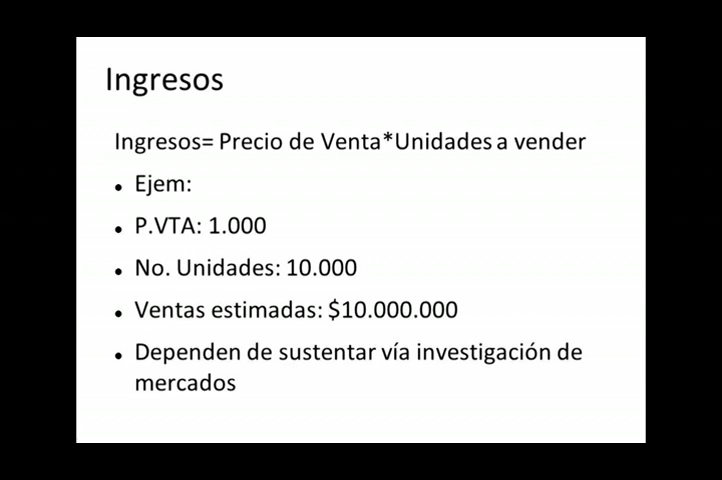 Ingresos
Ingresos= Precio de Venta*Unidades a vender
• Ejem:
• P.VTA: 1.000
• No. Unidades: 10.000
• Ventas estimadas: $10.000.000
• Dependen de sustentar vía investigación de
mercados